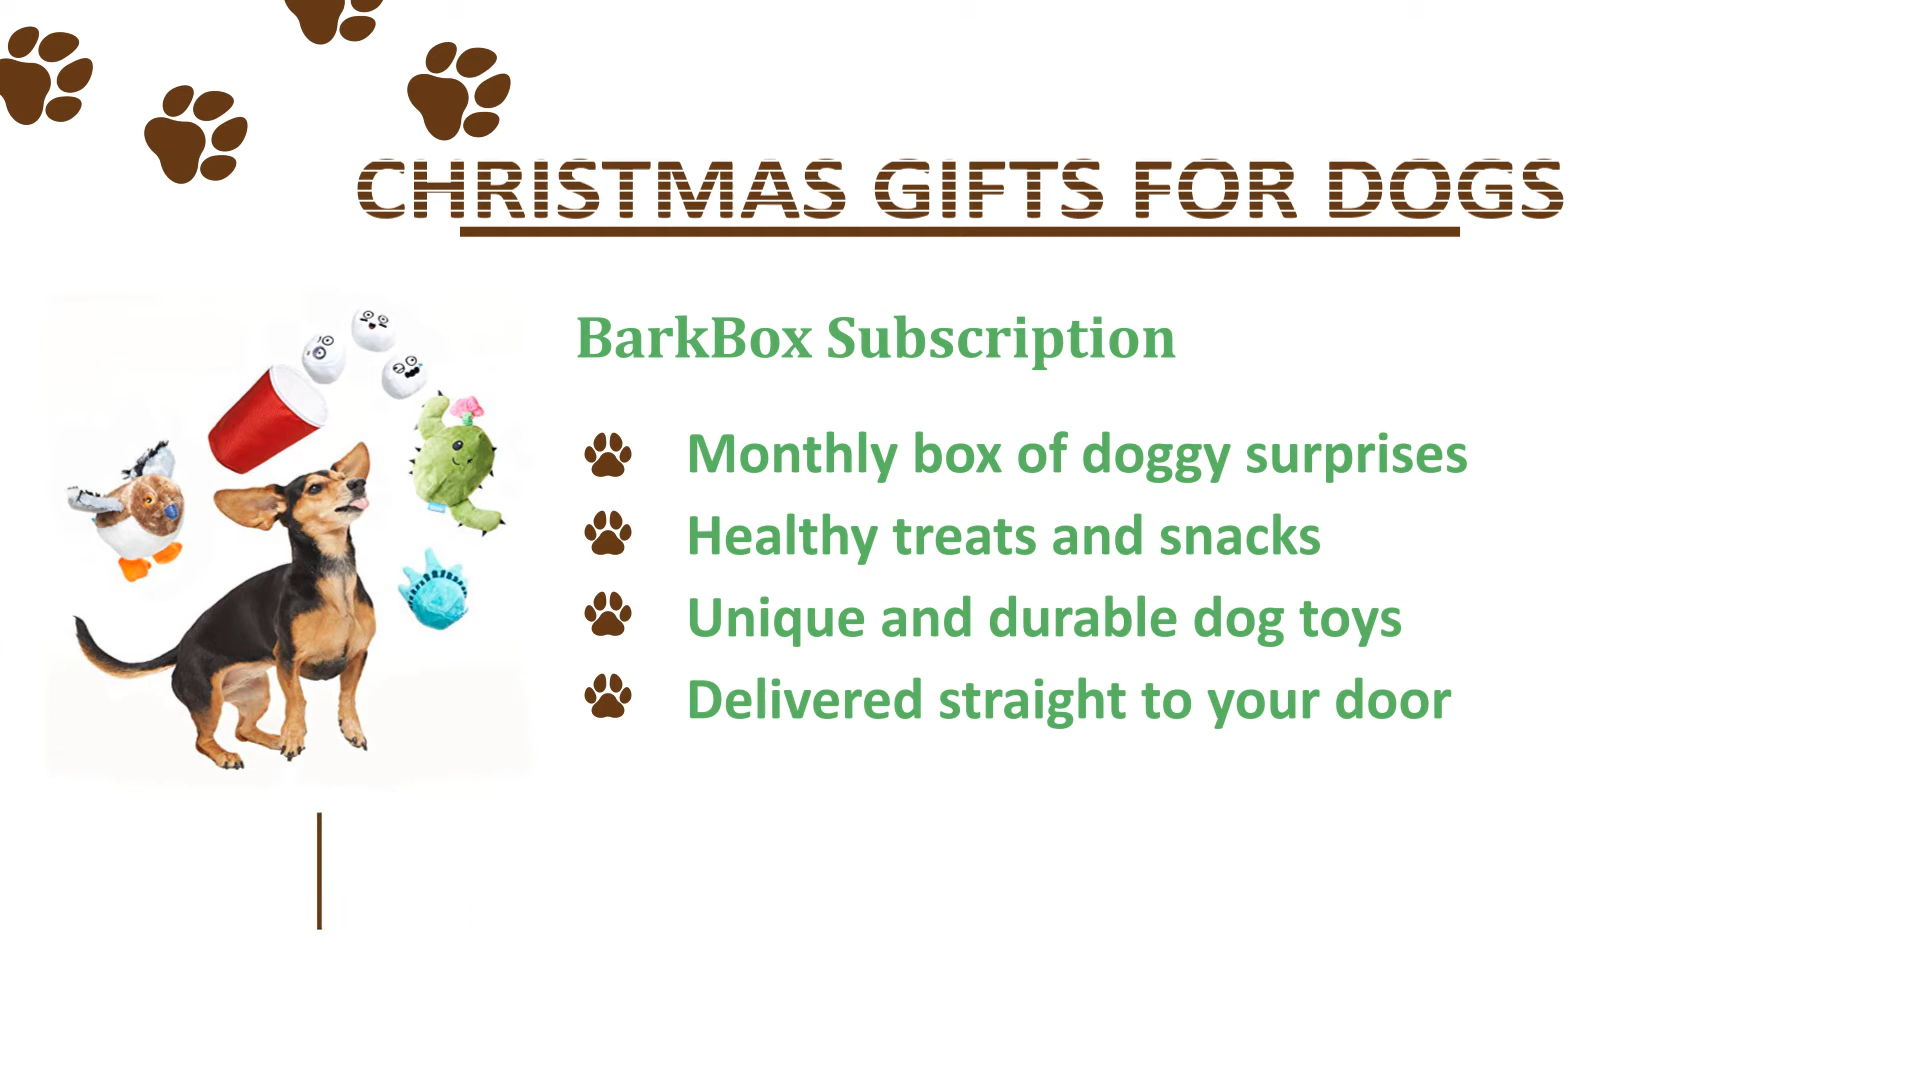 CHRISTMAS GIFTS FOR DOGS
BarkBox Subscription
Monthly box of doggy surprises
Healthy treats and snacks
Unique and durable dog toys
Delivered straight to your door